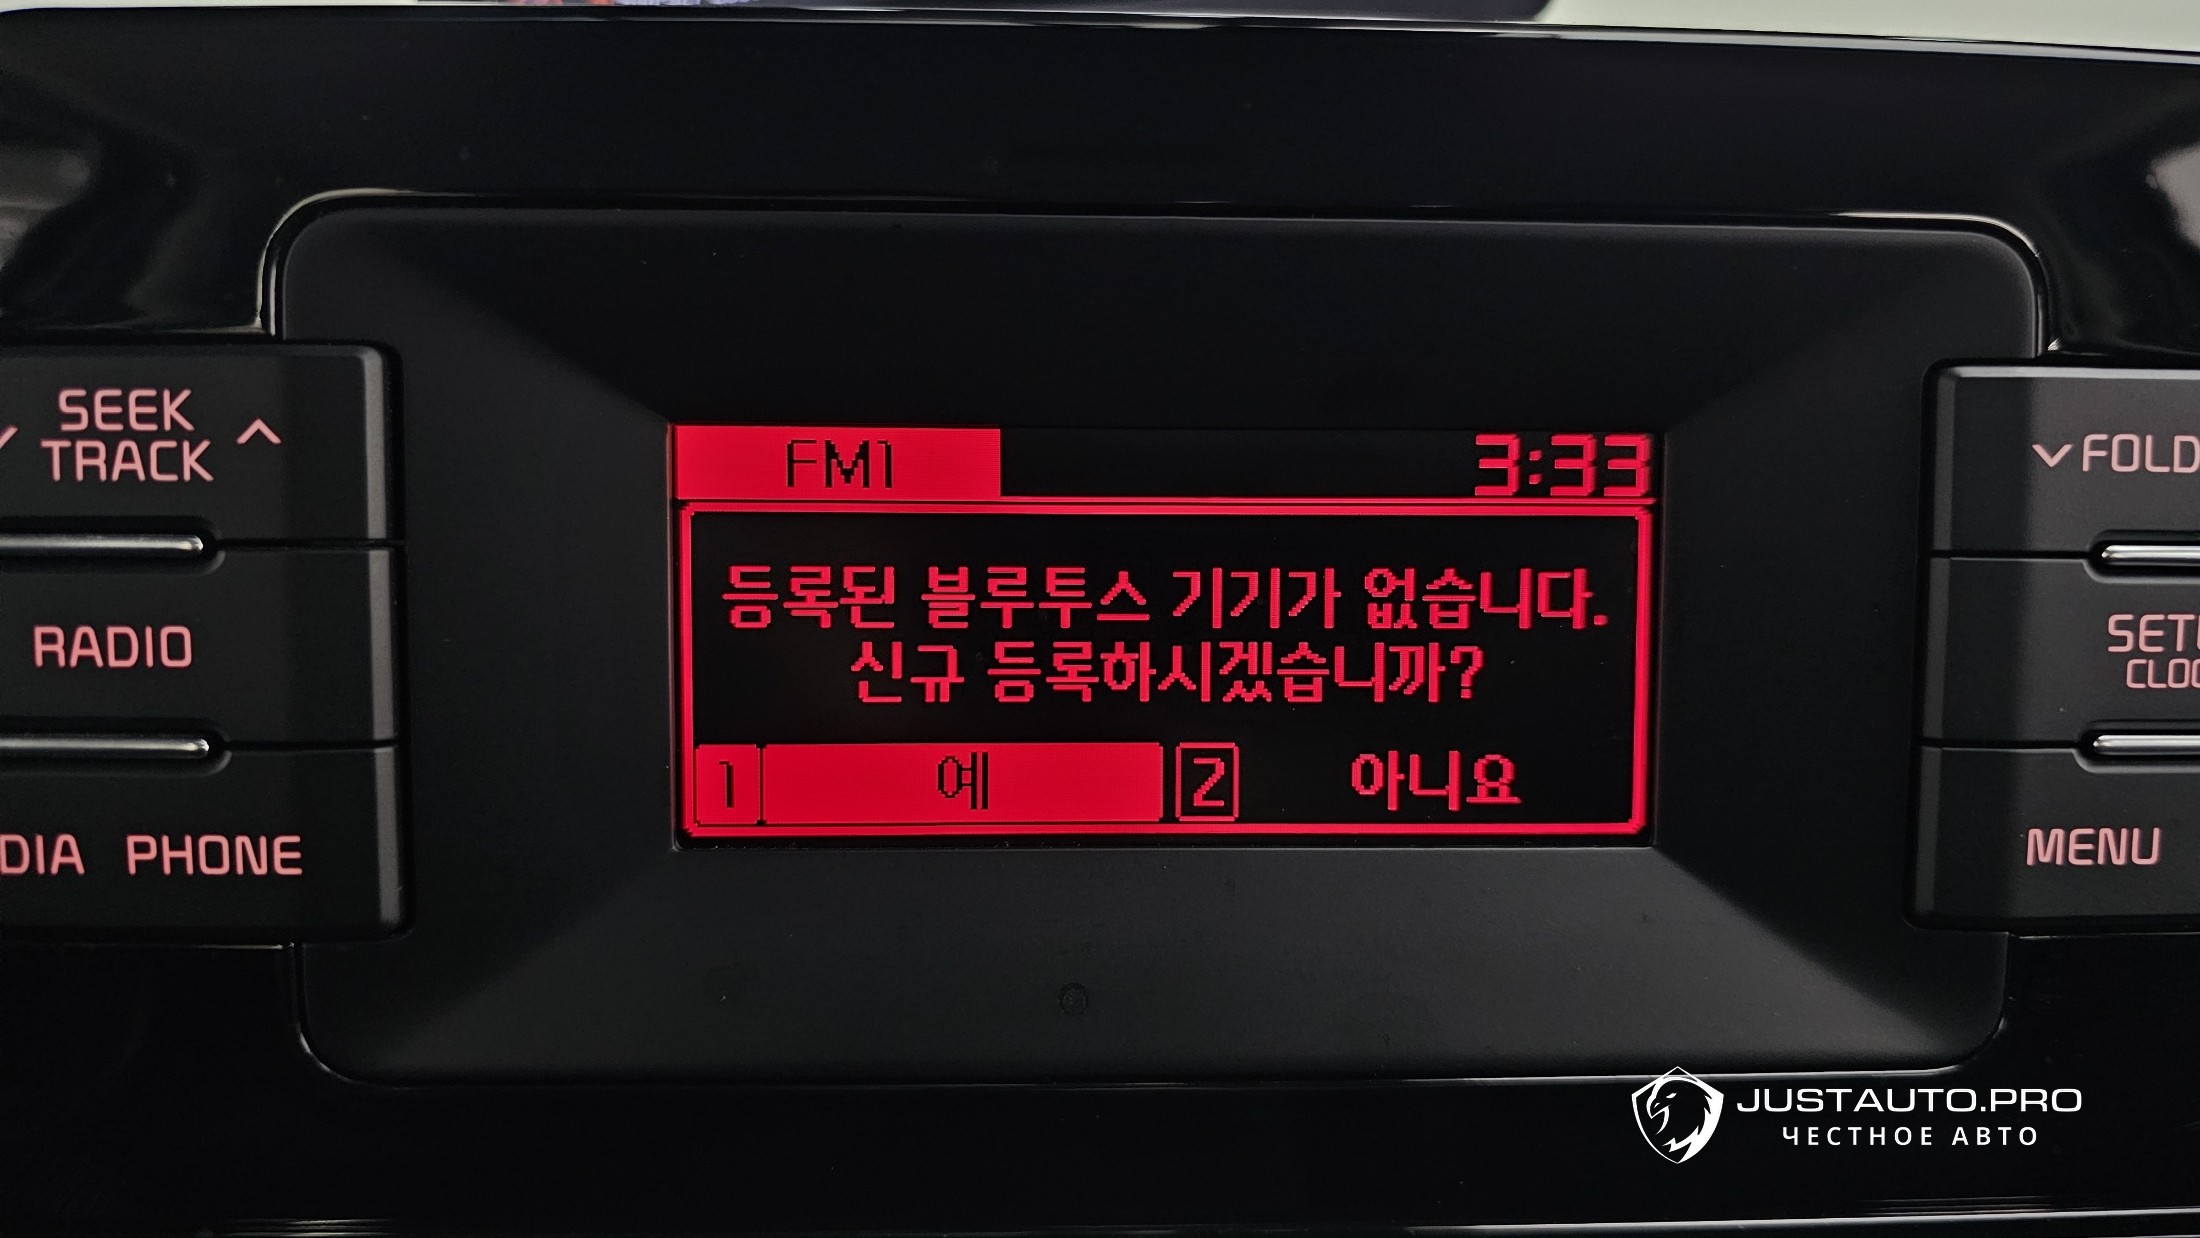 SEEK
TRACK
RADIO
DIA PHONE
FM1 3:33
등록된 블루투스 기기가 없습니다.
신규 등록하시겠습니까?
1 예 2 아니요
FOLD
SET
CLO
MENU
JUSTAUTO.PRO
ЧЕСТНОЕ АВТО